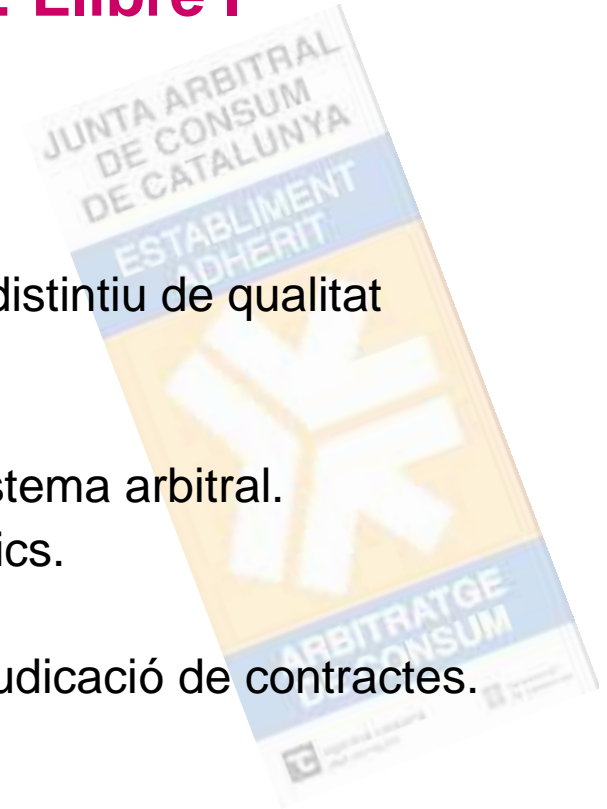 Llibre I
JUNTA ARBITRAL
DE CONSUM
DE CATALUNYA
ESTABLIMENT
ADHERIT
distintiu de qualitat
stema arbitral.
ics.
ARBITRATGE
DE CONSUM
udicació de contractes.